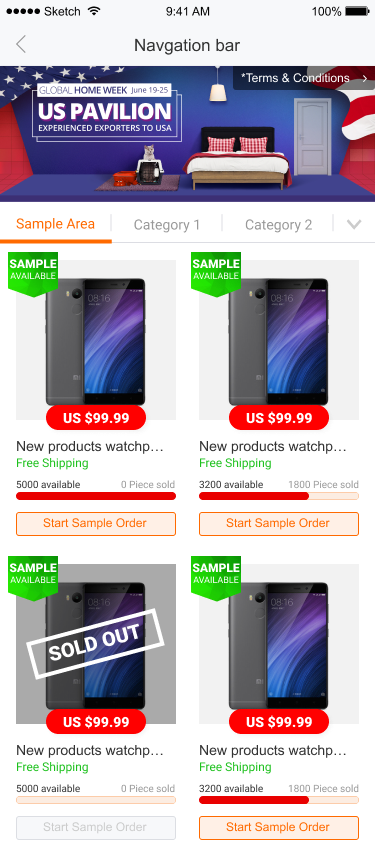 Sketch
9:41 AM
100%
Navgation bar
*Terms & Conditions
GLOBAL HOME WEEK June 19-25
US PAVILION
EXPERIENCED EXPORTERS TO USA
Sample Area
Category 1
Category 2
SAMPLE
AVAILABLE
08:16
US $99.99
New products watchp…
Free Shipping
5000 available
0 Piece sold
Start Sample Order
SAMPLE
AVAILABLE
08:16
US $99.99
New products watchp…
Free Shipping
3200 available
1800 Piece sold
Start Sample Order
SAMPLE
AVAILABLE
08:16
SOLD OUT
US $99.99
New products watchp…
Free Shipping
5000 available
0 Piece sold
Start Sample Order
SAMPLE
AVAILABLE
08:16
US $99.99
New products watchp…
Free Shipping
3200 available
1800 Piece sold
Start Sample Order